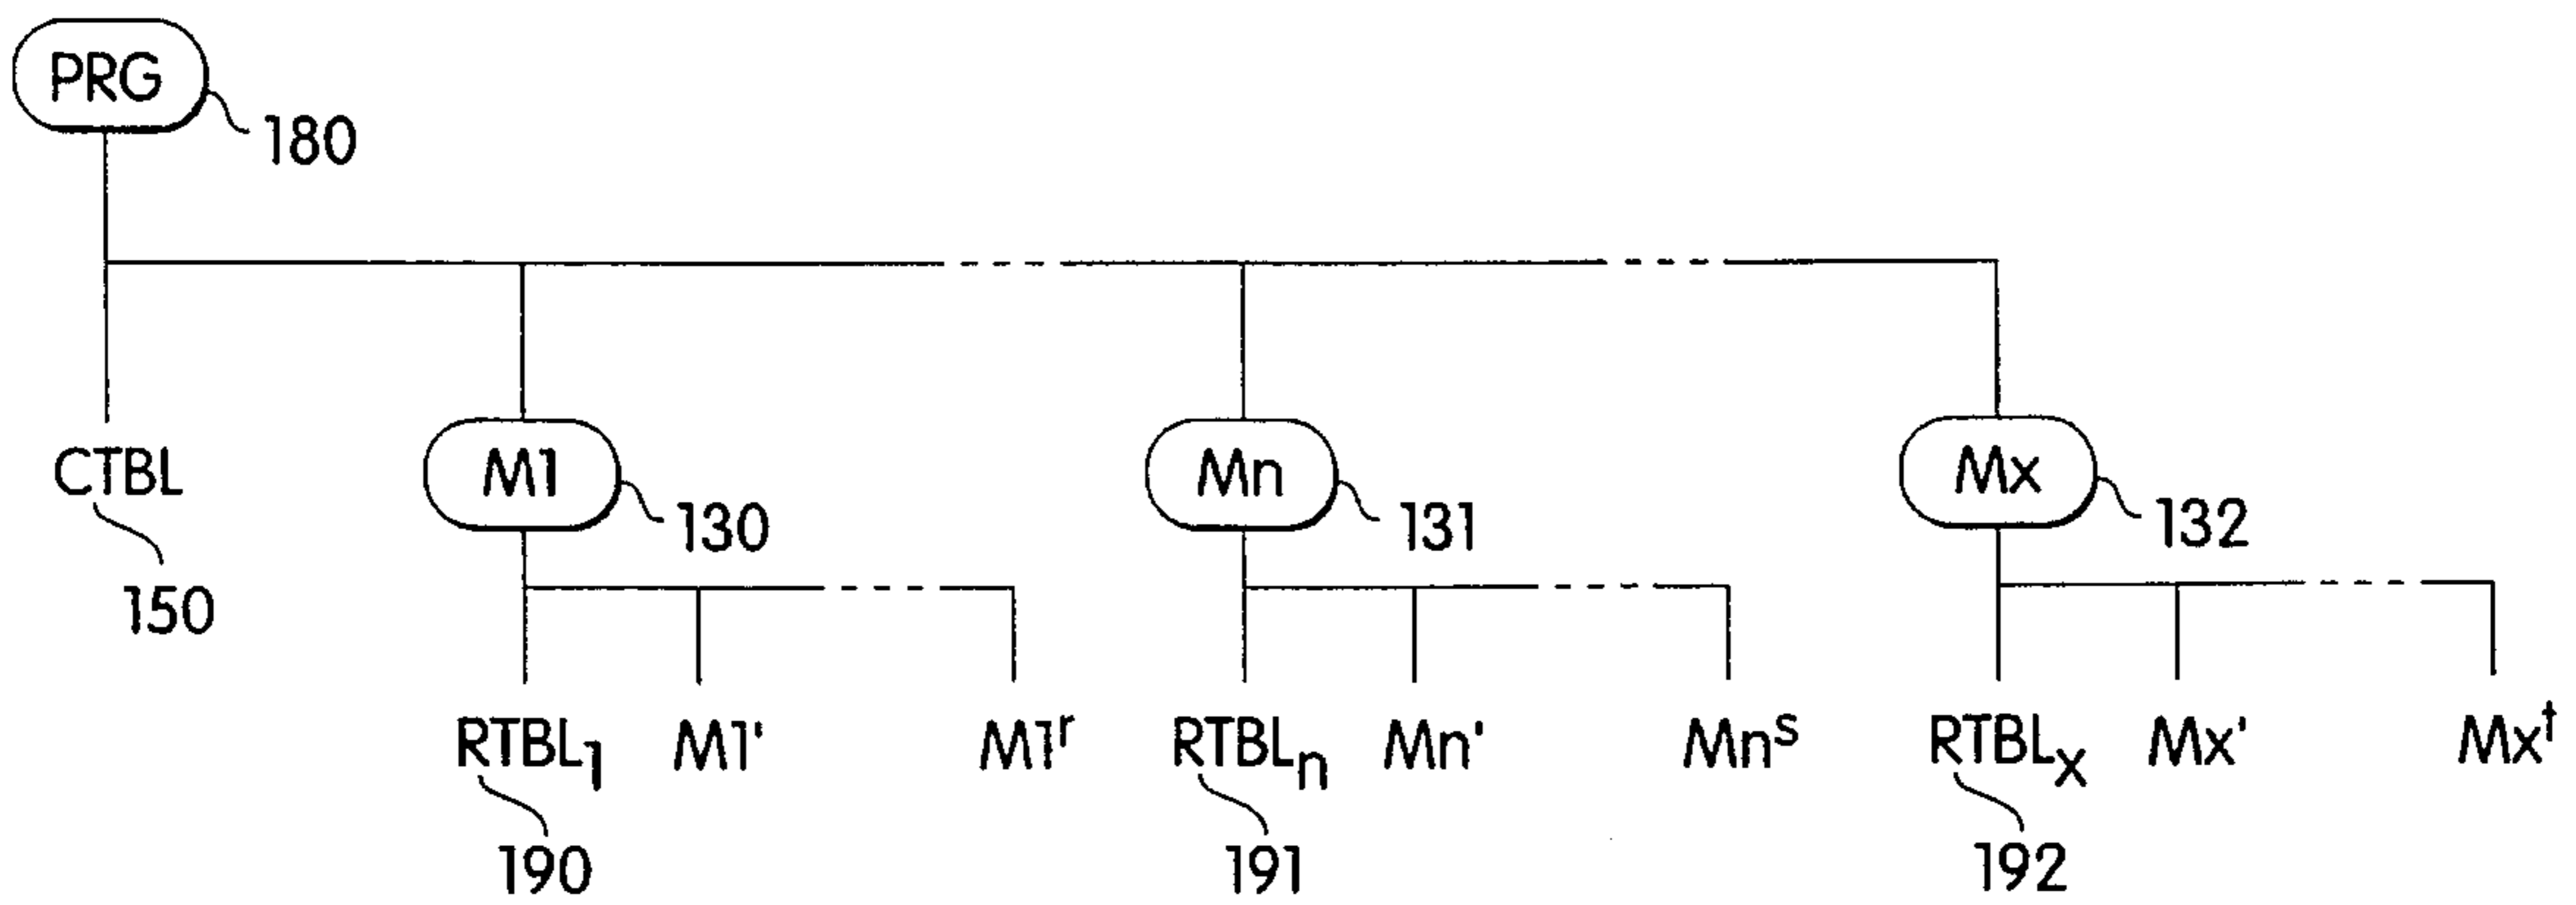 PRG
180
CTBL
M1
Mn
Mx
130
131
132
150
RTBL₁ M1' M1ʳ RTBLₙ Mn' Mnˢ RTBLₓ Mx' Mxᵗ
190
191
192